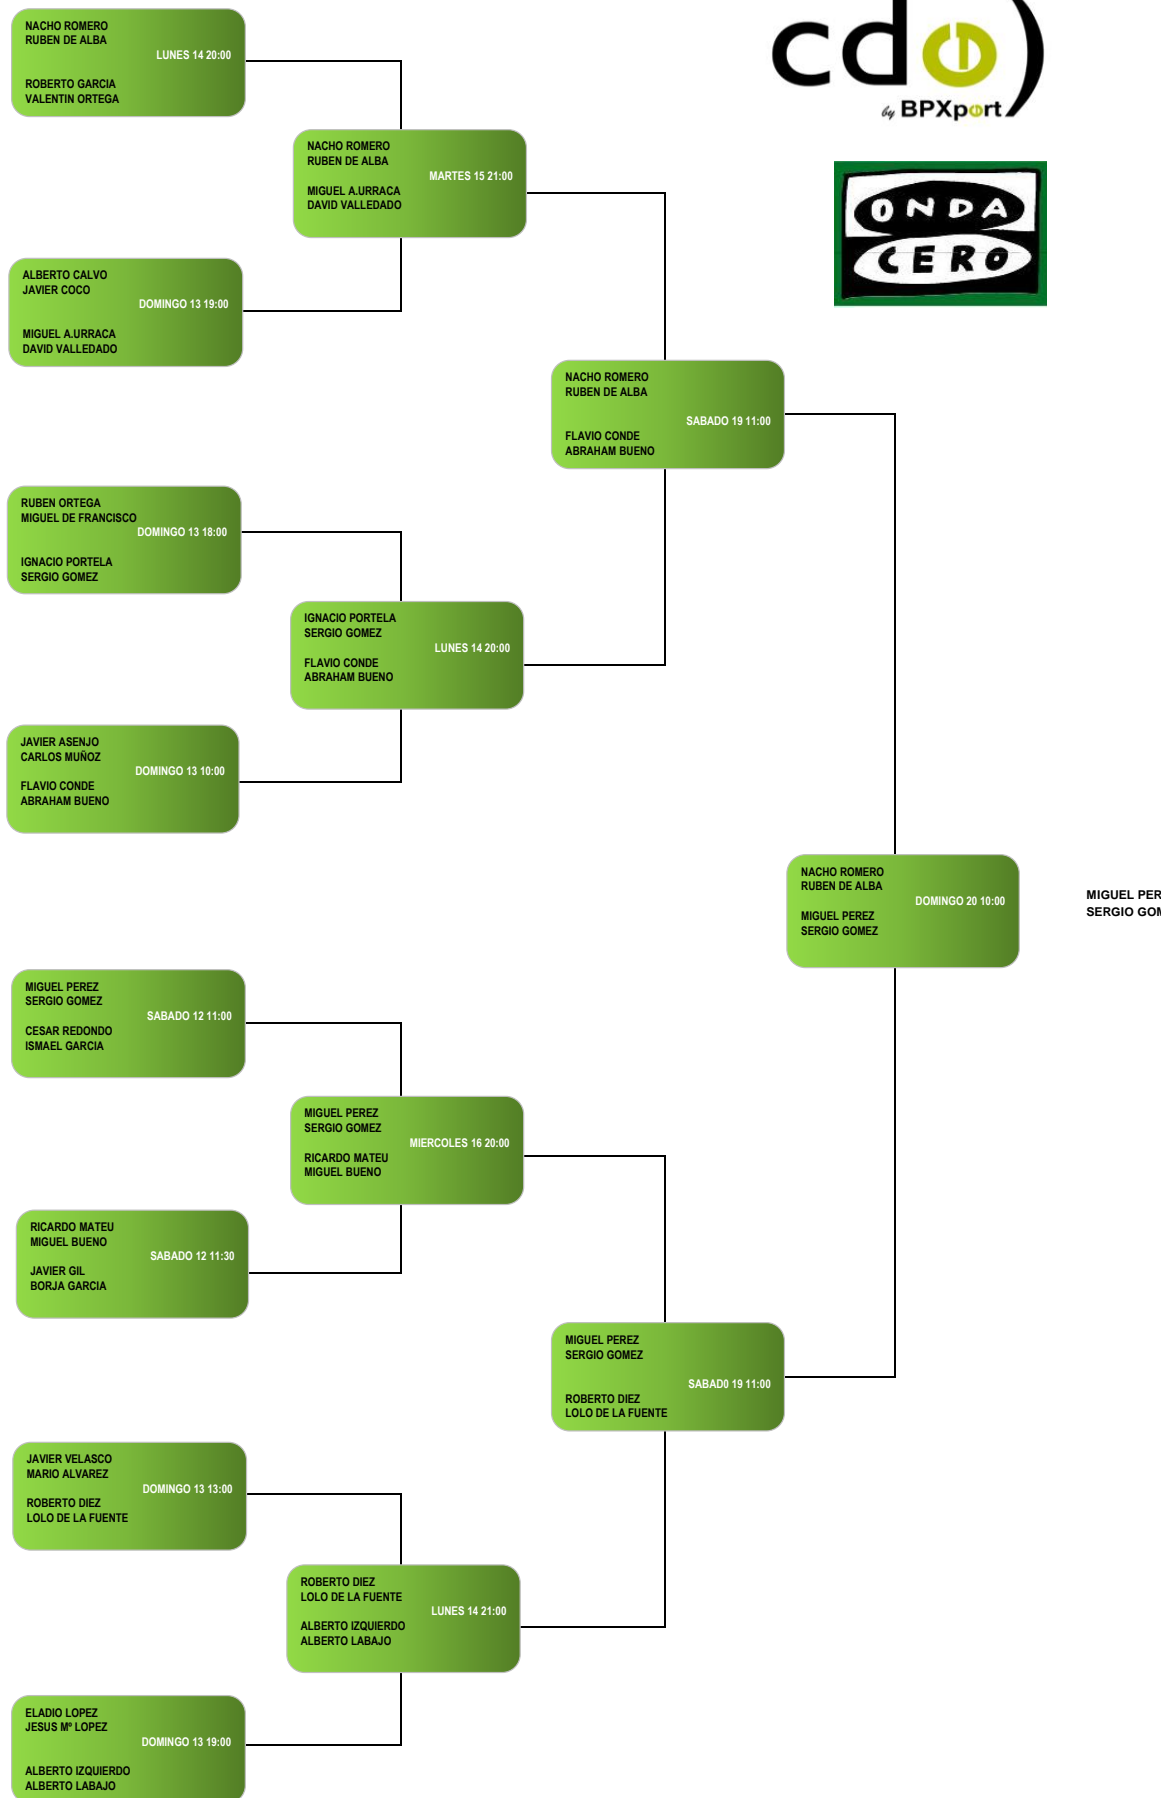 NACHO ROMERO
RUBEN DE ALBA
LUNES 14 20:00
ROBERTO GARCIA
VALENTIN ORTEGA
cdo)
by BPXport
NACHO ROMERO
RUBEN DE ALBA
MARTES 15 21:00
MIGUEL A.URRACA
DAVID VALLEDADO
ONDA
CERO
ALBERTO CALVO
JAVIER COCO
DOMINGO 13 19:00
MIGUEL A.URRACA
DAVID VALLEDADO
NACHO ROMERO
RUBEN DE ALBA
SABADO 19 11:00
FLAVIO CONDE
ABRAHAM BUENO
RUBEN ORTEGA
MIGUEL DE FRANCISCO
DOMINGO 13 18:00
IGNACIO PORTELA
SERGIO GOMEZ
IGNACIO PORTELA
SERGIO GOMEZ
LUNES 14 20:00
FLAVIO CONDE
ABRAHAM BUENO
JAVIER ASENJO
CARLOS MUÑOZ
DOMINGO 13 10:00
FLAVIO CONDE
ABRAHAM BUENO
NACHO ROMERO
RUBEN DE ALBA
DOMINGO 20 10:00
MIGUEL PEREZ
SERGIO GOMEZ
MIGUEL PER
SERGIO GOM
MIGUEL PEREZ
SERGIO GOMEZ
SABADO 12 11:00
CESAR REDONDO
ISMAEL GARCIA
MIGUEL PEREZ
SERGIO GOMEZ
MIERCOLES 16 20:00
RICARDO MATEU
MIGUEL BUENO
RICARDO MATEU
MIGUEL BUENO
SABADO 12 11:30
JAVIER GIL
BORJA GARCIA
MIGUEL PEREZ
SERGIO GOMEZ
SABAD0 19 11:00
ROBERTO DIEZ
LOLO DE LA FUENTE
JAVIER VELASCO
MARIO ALVAREZ
DOMINGO 13 13:00
ROBERTO DIEZ
LOLO DE LA FUENTE
ROBERTO DIEZ
LOLO DE LA FUENTE
LUNES 14 21:00
ALBERTO IZQUIERDO
ALBERTO LABAJO
ELADIO LOPEZ
JESUS Mª LOPEZ
DOMINGO 13 19:00
ALBERTO IZQUIERDO
ALBERTO LABAJO